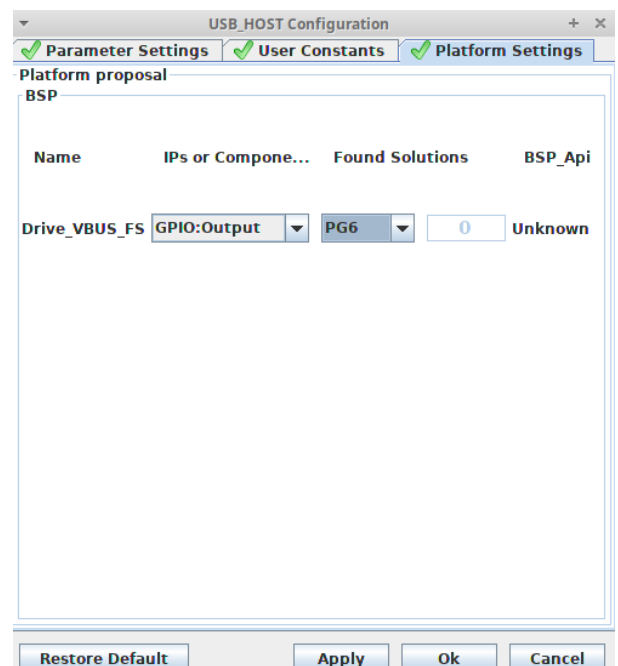 USB_HOST Configuration
Parameter Settings User Constants Platform Settings
Platform proposal
BSP
Name IPs or Compone... Found Solutions BSP_Api
Drive_VBUS_FS GPIO:Output PG6 0 Unknown
Restore Default Apply Ok Cancel